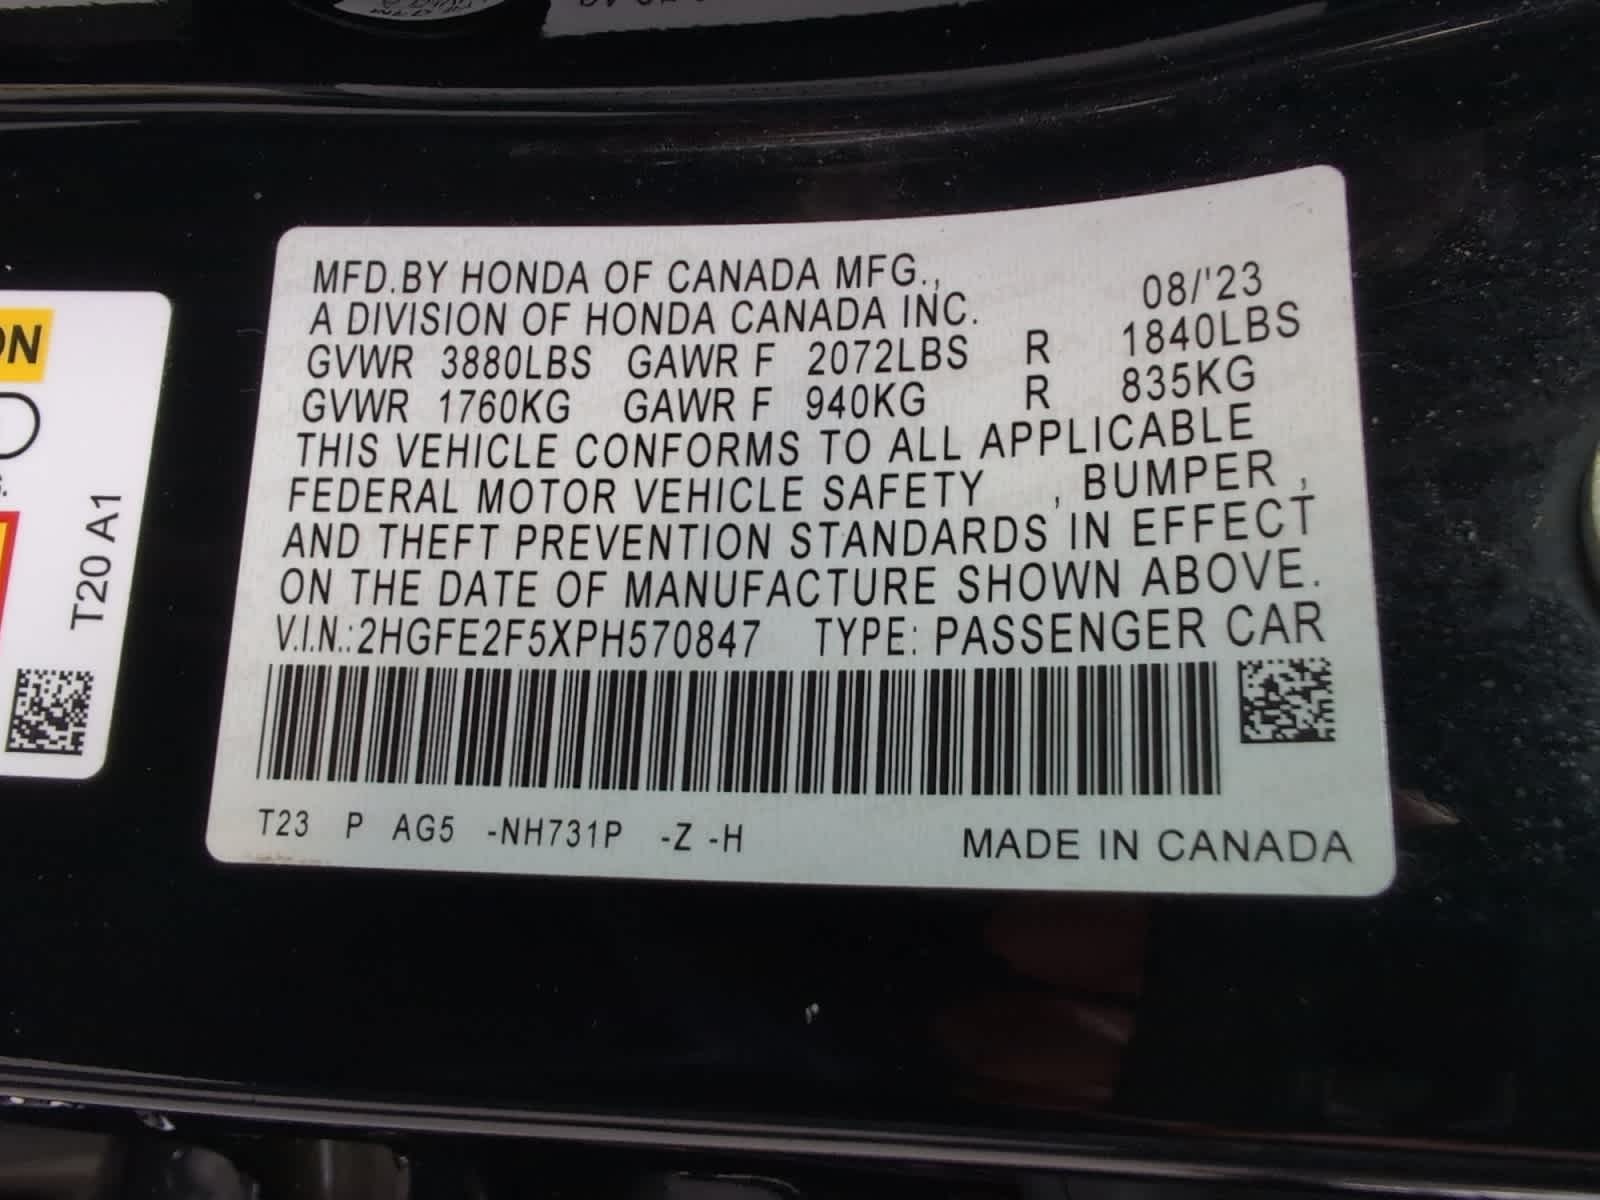 MFD.BY HONDA OF CANADA MFG.,
A DIVISION OF HONDA CANADA INC. 08/'23
GVWR 3880LBS GAWR F 2072LBS R 1840LBS
GVWR 1760KG GAWR F 940KG R 835KG
THIS VEHICLE CONFORMS TO ALL APPLICABLE
FEDERAL MOTOR VEHICLE SAFETY , BUMPER ,
AND THEFT PREVENTION STANDARDS IN EFFECT
ON THE DATE OF MANUFACTURE SHOWN ABOVE.
V.I.N.:2HGFE2F5XPH570847 TYPE: PASSENGER CAR
T23 P AG5 -NH731P -Z -H MADE IN CANADA
T20 A1